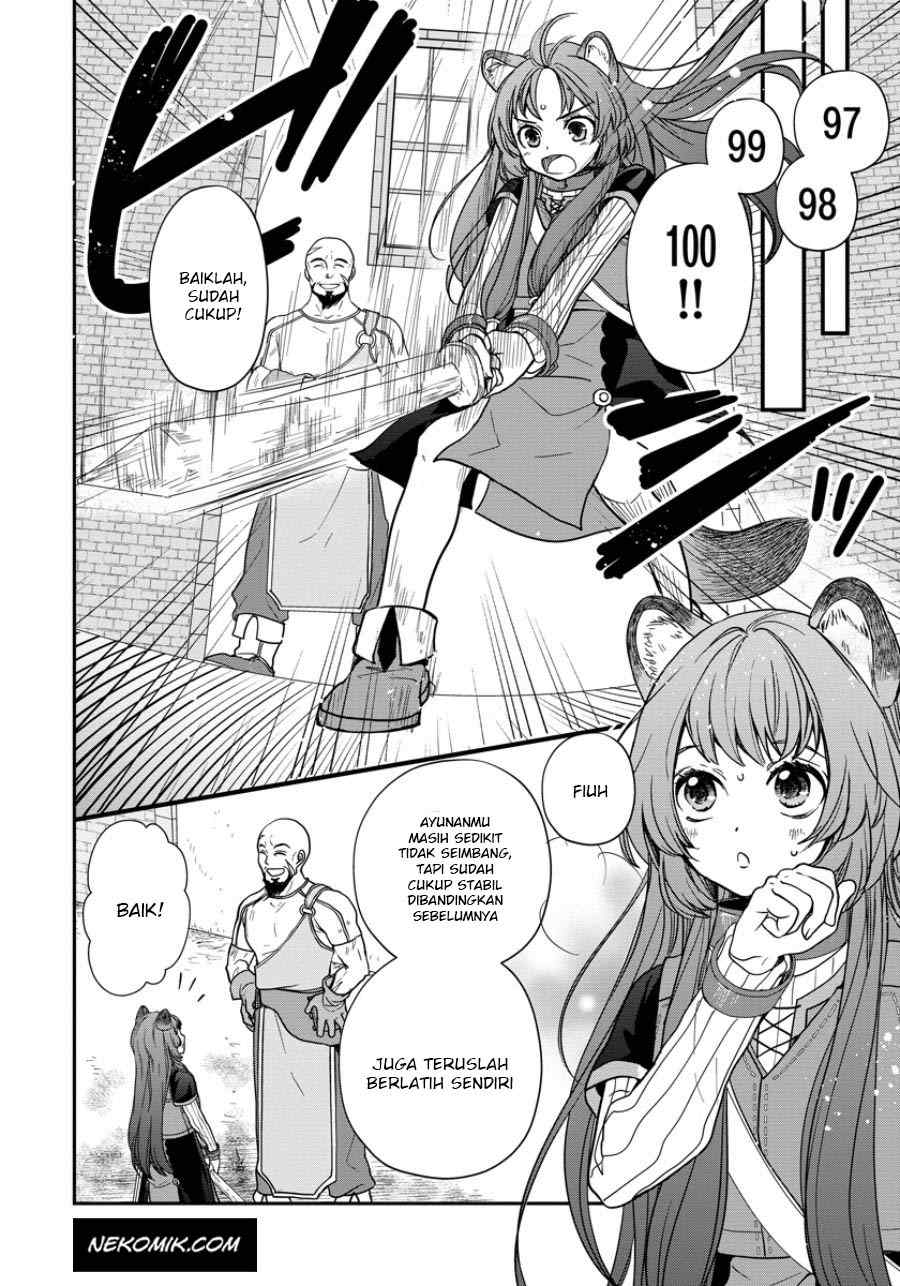 97
98
99
100
!!
BAIKLAH,
SUDAH
CUKUP!
FIUH
AYUNANMU
MASIH SEDIKIT
TIDAK SEIMBANG,
TAPI SUDAH
CUKUP STABIL
DIBANDINGKAN
SEBELUMNYA
JUGA TERUSLAH
BERLATIH SENDIRI
BAIK!
NEKOMIK.COM